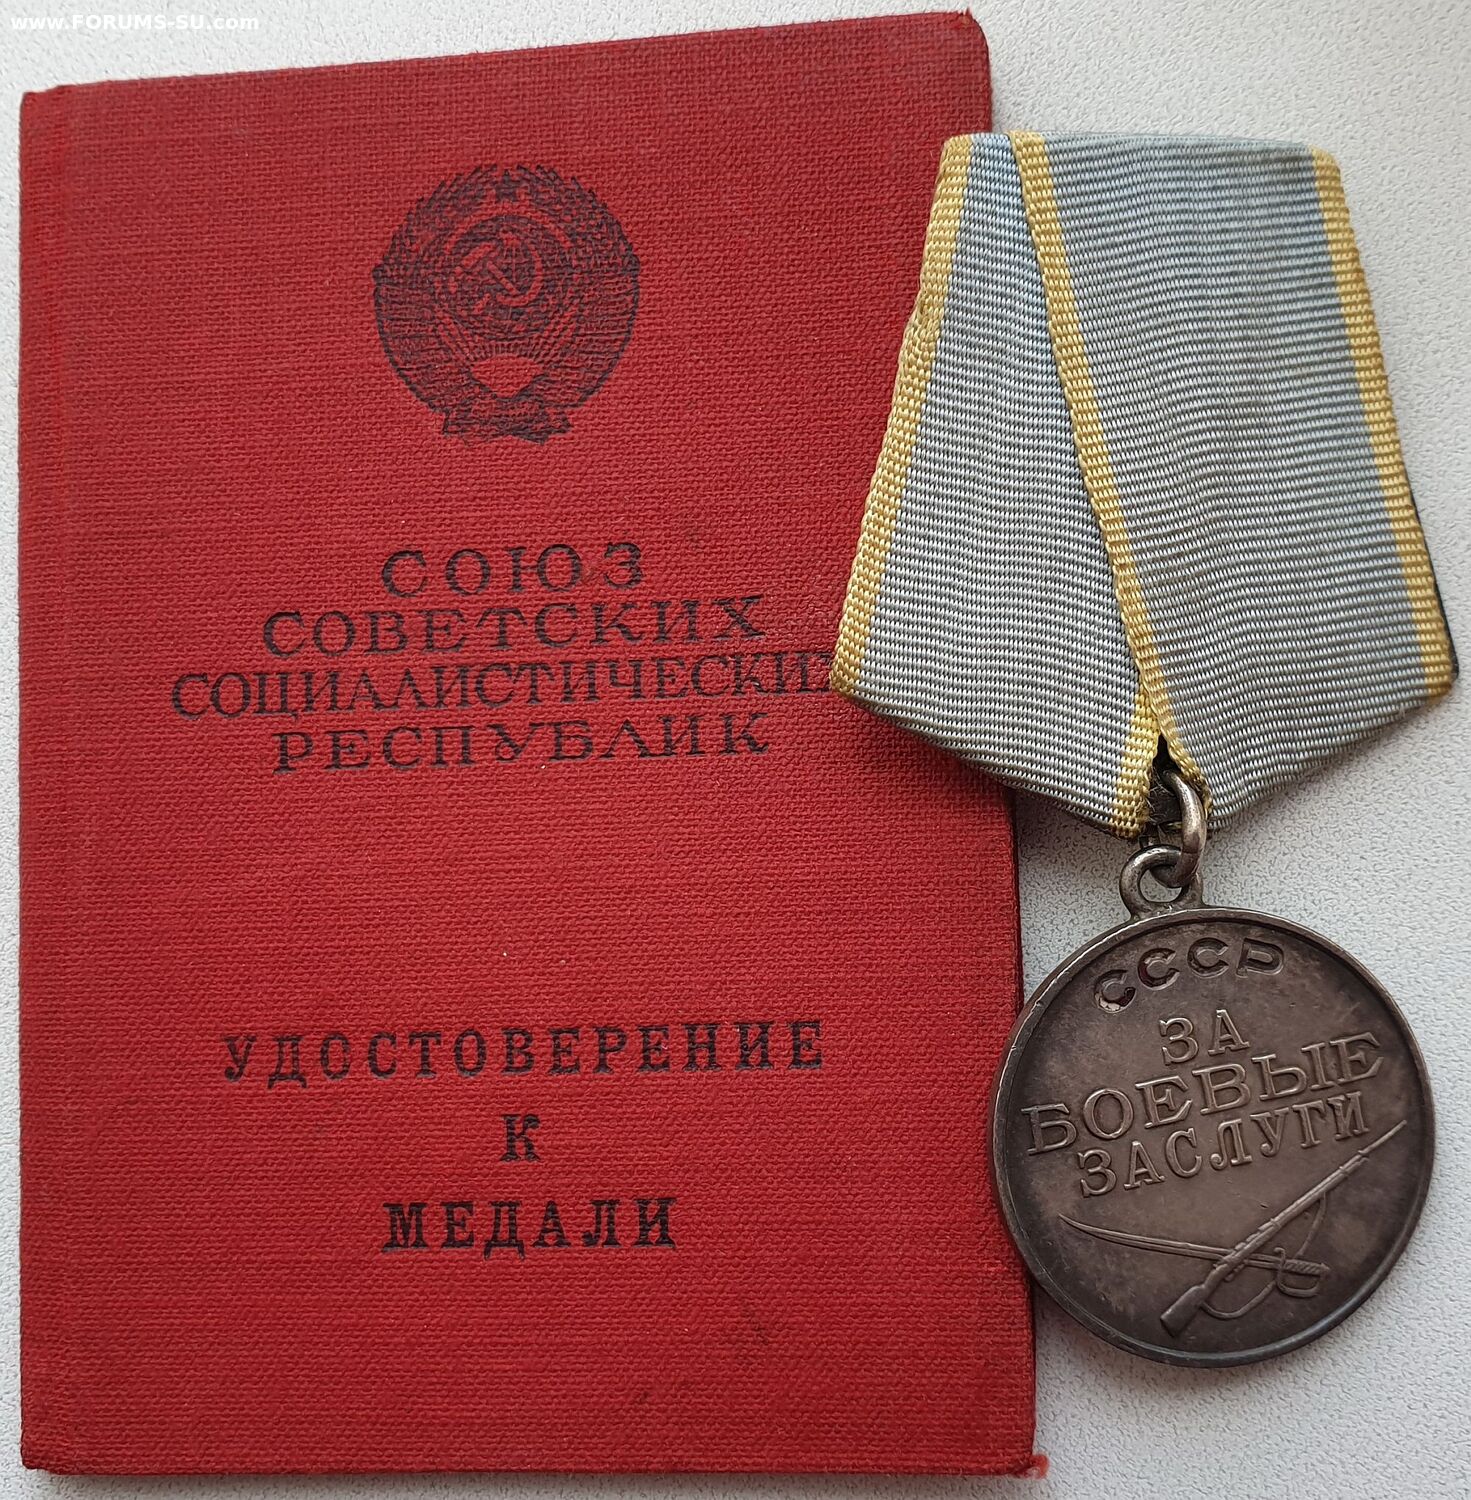 www.FORUMS-SU.com
СОЮЗ
СОВЕТСКИХ
СОЦИАЛИСТИЧЕСКИХ
РЕСПУБЛИК
УДОСТОВЕРЕНИЕ
К
МЕДАЛИ
СССР
ЗА
БОЕВЫЕ
ЗАСЛУГИ